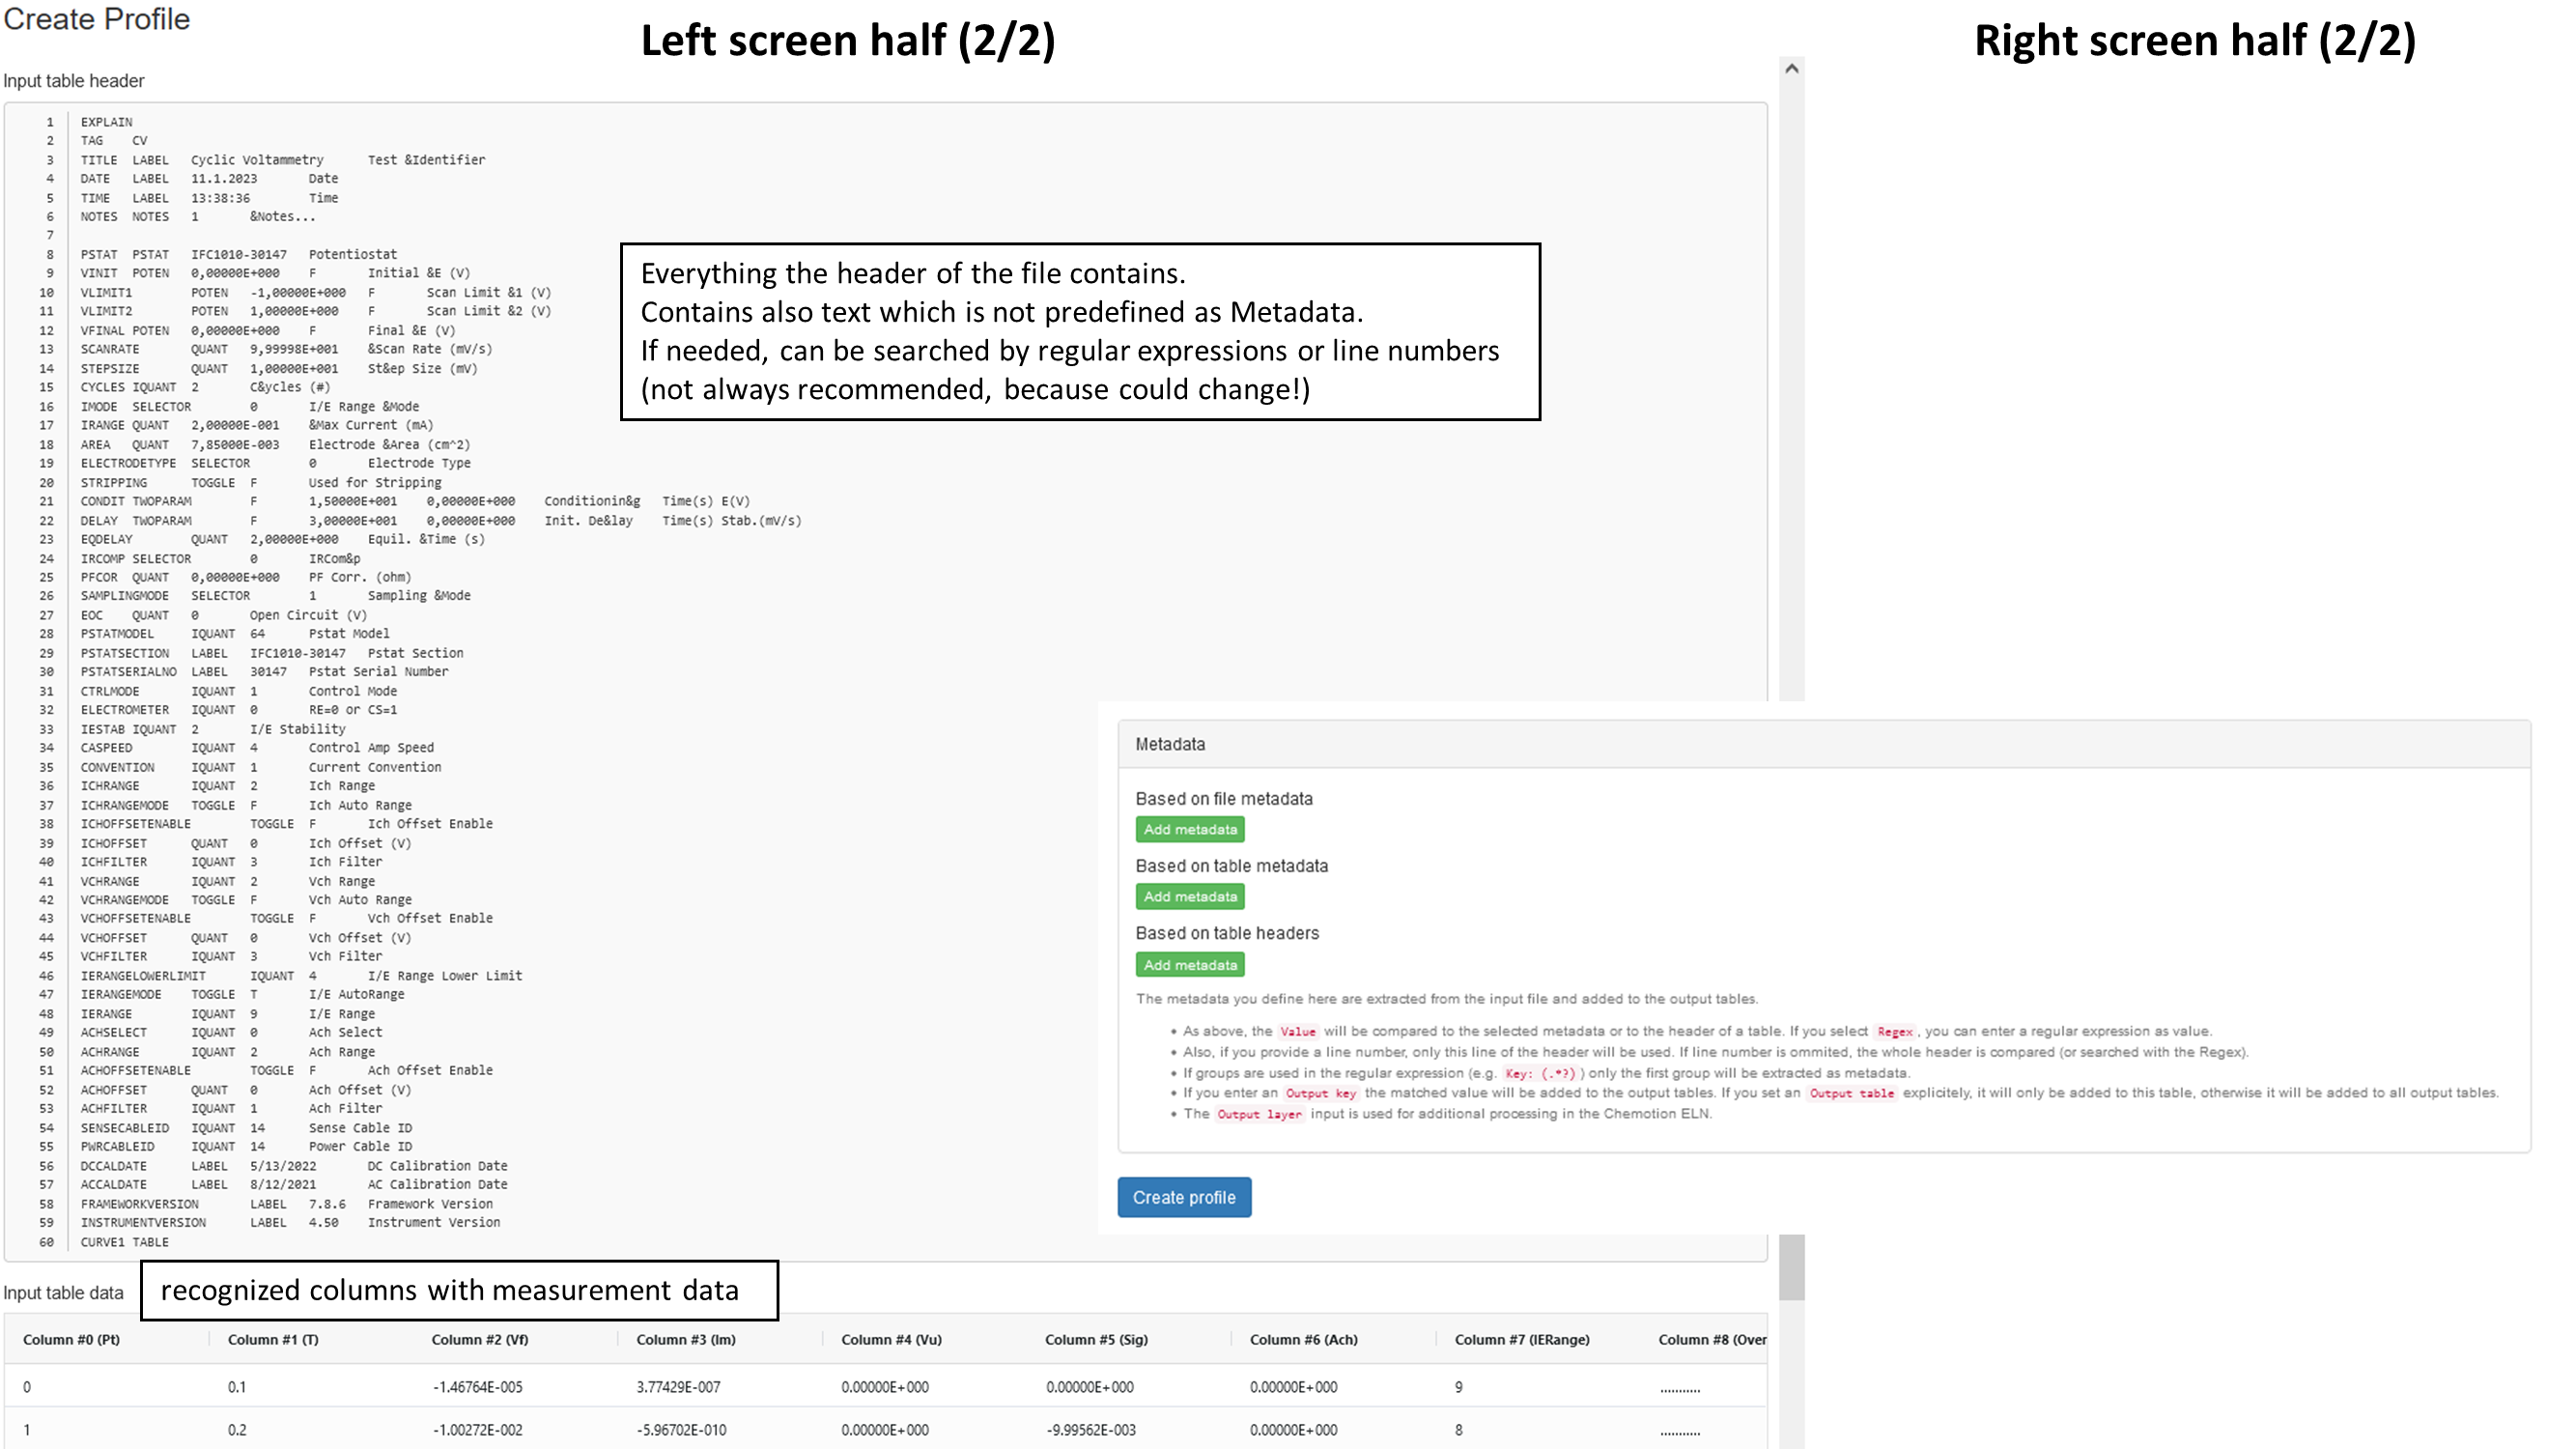 Create Profile
Left screen half (2/2)
Right screen half (2/2)
Input table header
1 EXPLAIN
2 TAG CV
3 TITLE LABEL Cyclic Voltammetry Test &Identifier
4 DATE LABEL 11.1.2023 Date
5 TIME LABEL 13:38:36 Time
6 NOTES NOTES 1 &Notes...
7
8 PSTAT PSTAT IFC1010-30147 Potentiostat
9 VINIT POTEN 0,00000E+000 F Initial &E (V)
10 VLIMIT1 POTEN -1,00000E+000 F Scan Limit &1 (V)
11 VLIMIT2 POTEN 1,00000E+000 F Scan Limit &2 (V)
12 VFINAL POTEN 0,00000E+000 F Final &E (V)
13 SCANRATE QUANT 9,99998E+001 &Scan Rate (mV/s)
14 STEPSIZE QUANT 1,00000E+001 St&ep Size (mV)
15 CYCLES IQUANT 2 C&ycles (#)
16 IMODE SELECTOR 0 I/E Range &Mode
17 IRANGE QUANT 2,00000E-001 &Max Current (mA)
18 AREA QUANT 7,85000E-003 Electrode &Area (cm^2)
19 ELECTRODETYPE SELECTOR 0 Electrode Type
20 STRIPPING TOGGLE F Used for Stripping
21 CONDIT TWOPARAM F 1,50000E+001 0,00000E+000 Conditionin&g Time(s) E(V)
22 DELAY TWOPARAM F 3,00000E+001 0,00000E+000 Init. De&lay Time(s) Stab.(mV/s)
23 EQDELAY QUANT 2,00000E+000 Equil. &Time (s)
24 IRCOMP SELECTOR 0 IRCom&p
25 PFCOR QUANT 0,00000E+000 PF Corr. (ohm)
26 SAMPLINGMODE SELECTOR 1 Sampling &Mode
27 EOC QUANT 0 Open Circuit (V)
28 PSTATMODEL IQUANT 64 Pstat Model
29 PSTATSECTION LABEL IFC1010-30147 Pstat Section
30 PSTATSERIALNO LABEL 30147 Pstat Serial Number
31 CTRLMODE IQUANT 1 Control Mode
32 ELECTROMETER IQUANT 0 RE=0 or CS=1
33 IESTAB IQUANT 2 I/E Stability
34 CASPEED IQUANT 4 Control Amp Speed
35 CONVENTION IQUANT 1 Current Convention
36 ICHRANGE IQUANT 2 Ich Range
37 ICHRANGEMODE TOGGLE F Ich Auto Range
38 ICHOFFSETENABLE TOGGLE F Ich Offset Enable
39 ICHOFFSET QUANT 0 Ich Offset (V)
40 ICHFILTER IQUANT 3 Ich Filter
41 VCHRANGE IQUANT 2 Vch Range
42 VCHRANGEMODE TOGGLE F Vch Auto Range
43 VCHOFFSETENABLE TOGGLE F Vch Offset Enable
44 VCHOFFSET QUANT 0 Vch Offset (V)
45 VCHFILTER IQUANT 3 Vch Filter
46 IERANGELOWERLIMIT IQUANT 4 I/E Range Lower Limit
47 IERANGEMODE TOGGLE T I/E AutoRange
48 IERANGE IQUANT 9 I/E Range
49 ACHSELECT IQUANT 0 Ach Select
50 ACHRANGE IQUANT 2 Ach Range
51 ACHOFFSETENABLE TOGGLE F Ach Offset Enable
52 ACHOFFSET QUANT 0 Ach Offset (V)
53 ACHFILTER IQUANT 1 Ach Filter
54 SENSECABLEID IQUANT 14 Sense Cable ID
55 PWRCABLEID IQUANT 14 Power Cable ID
56 DCCALDATE LABEL 5/13/2022 DC Calibration Date
57 ACCALDATE LABEL 8/12/2021 AC Calibration Date
58 FRAMEWORKVERSION LABEL 7.8.6 Framework Version
59 INSTRUMENTVERSION LABEL 4.50 Instrument Version
60 CURVE1 TABLE
Everything the header of the file contains.
Contains also text which is not predefined as Metadata.
If needed, can be searched by regular expressions or line numbers
(not always recommended, because could change!)
Metadata
Based on file metadata
Add metadata
Based on table metadata
Add metadata
Based on table headers
Add metadata
The metadata you define here are extracted from the input file and added to the output tables.
• As above, the Value will be compared to the selected metadata or to the header of a table. If you select Regex, you can enter a regular expression as value.
• Also, if you provide a line number, only this line of the header will be used. If line number is ommited, the whole header is compared (or searched with the Regex).
• If groups are used in the regular expression (e.g. Key: (.*?)) only the first group will be extracted as metadata.
• If you enter an Output key the matched value will be added to the output tables. If you set an Output table explicitely, it will only be added to this table, otherwise it will be added to all output tables.
• The Output layer input is used for additional processing in the Chemotion ELN.
Create profile
Input table data
recognized columns with measurement data
Column #0 (Pt) Column #1 (T) Column #2 (Vf) Column #3 (Im) Column #4 (Vu) Column #5 (Sig) Column #6 (Ach) Column #7 (IERange) Column #8 (Over
0 0.1 -1.46764E-005 3.77429E-007 0.00000E+000 0.00000E+000 0.00000E+000 9 ...........
1 0.2 -1.00272E-002 -5.96702E-010 0.00000E+000 -9.99562E-003 0.00000E+000 8 ...........